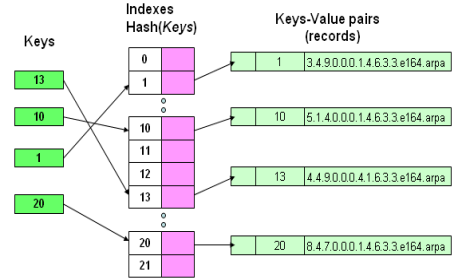 Indexes
Hash(Keys)
Keys-Value pairs
(records)
Keys
0
1
1 3.4.9.0.0.0.1.4.6.3.3.e164.arpa
13
10
10
10 5.1.4.0.0.0.1.4.6.3.3.e164.arpa
11
1
12
13
13 4.4.9.0.0.0.4.1.6.3.3.e164.arpa
20
20
20 8.4.7.0.0.0.1.4.6.3.3.e164.arpa
21